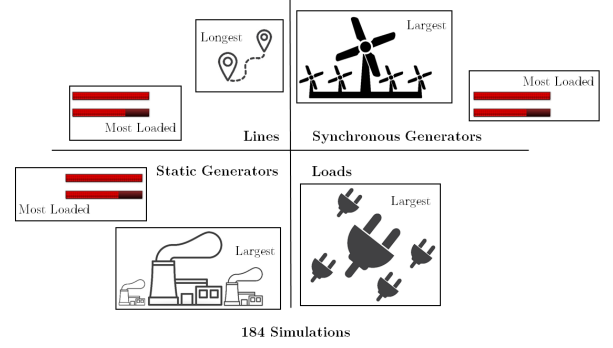 Longest
Largest
Most Loaded
Most Loaded
Lines
Synchronous Generators
Static Generators
Loads
Most Loaded
Largest
Largest
184 Simulations